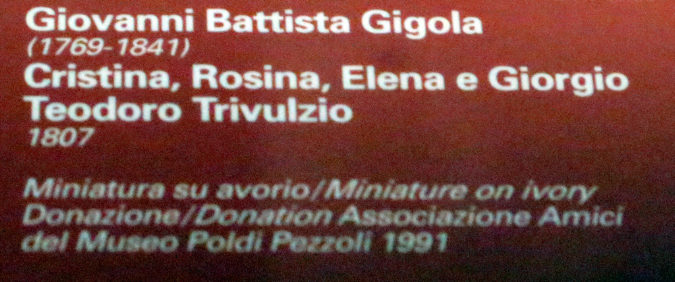 Giovanni Battista Gigola
(1769-1841)
Cristina, Rosina, Elena e Giorgio
Teodoro Trivulzio
1807
Miniatura su avorio/Miniature on ivory
Donazione/Donation Associazione Amici
del Museo Poldi Pezzoli 1991